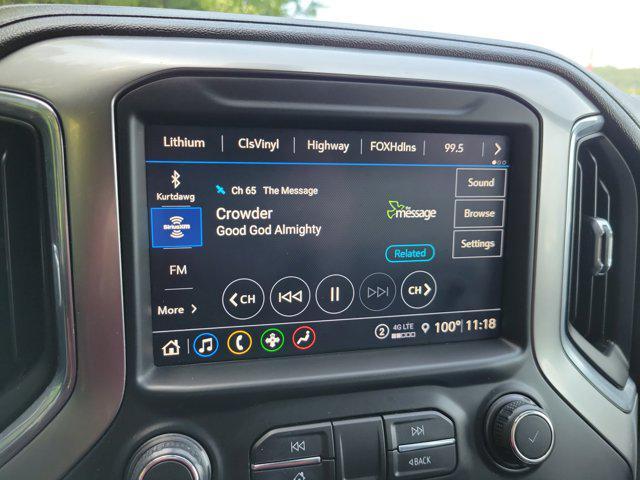 Lithium ClsVinyl Highway FOXHdlns 99.5
Kurtdawg
SiriusXM
FM
More
Ch 65 The Message
Crowder
Good God Almighty
the message
Related
Sound
Browse
Settings
CH
CH
2 4G LTE 100° 11:18
BACK